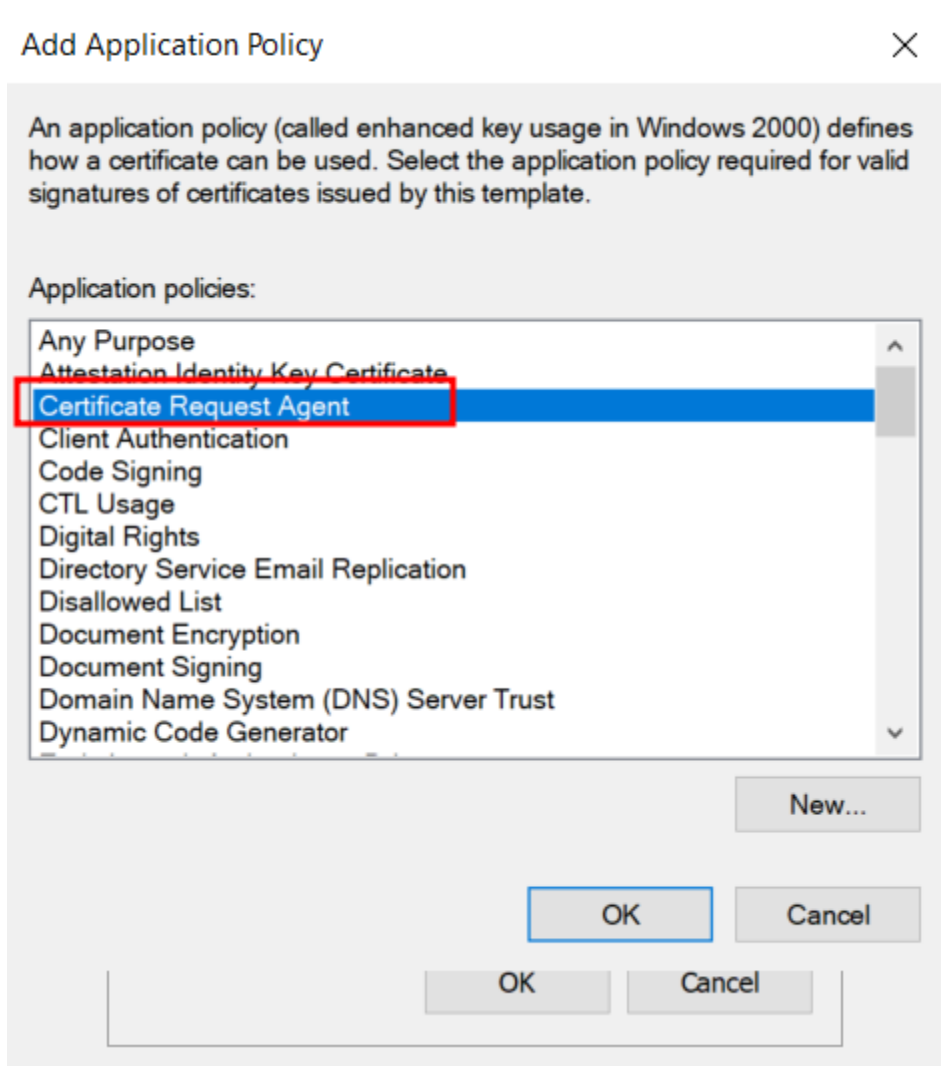 Add Application Policy
An application policy (called enhanced key usage in Windows 2000) defines
how a certificate can be used. Select the application policy required for valid
signatures of certificates issued by this template.
Application policies:
Any Purpose
Attestation Identity Key Certificate
Certificate Request Agent
Client Authentication
Code Signing
CTL Usage
Digital Rights
Directory Service Email Replication
Disallowed List
Document Encryption
Document Signing
Domain Name System (DNS) Server Trust
Dynamic Code Generator
New...
OK Cancel
OK Cancel